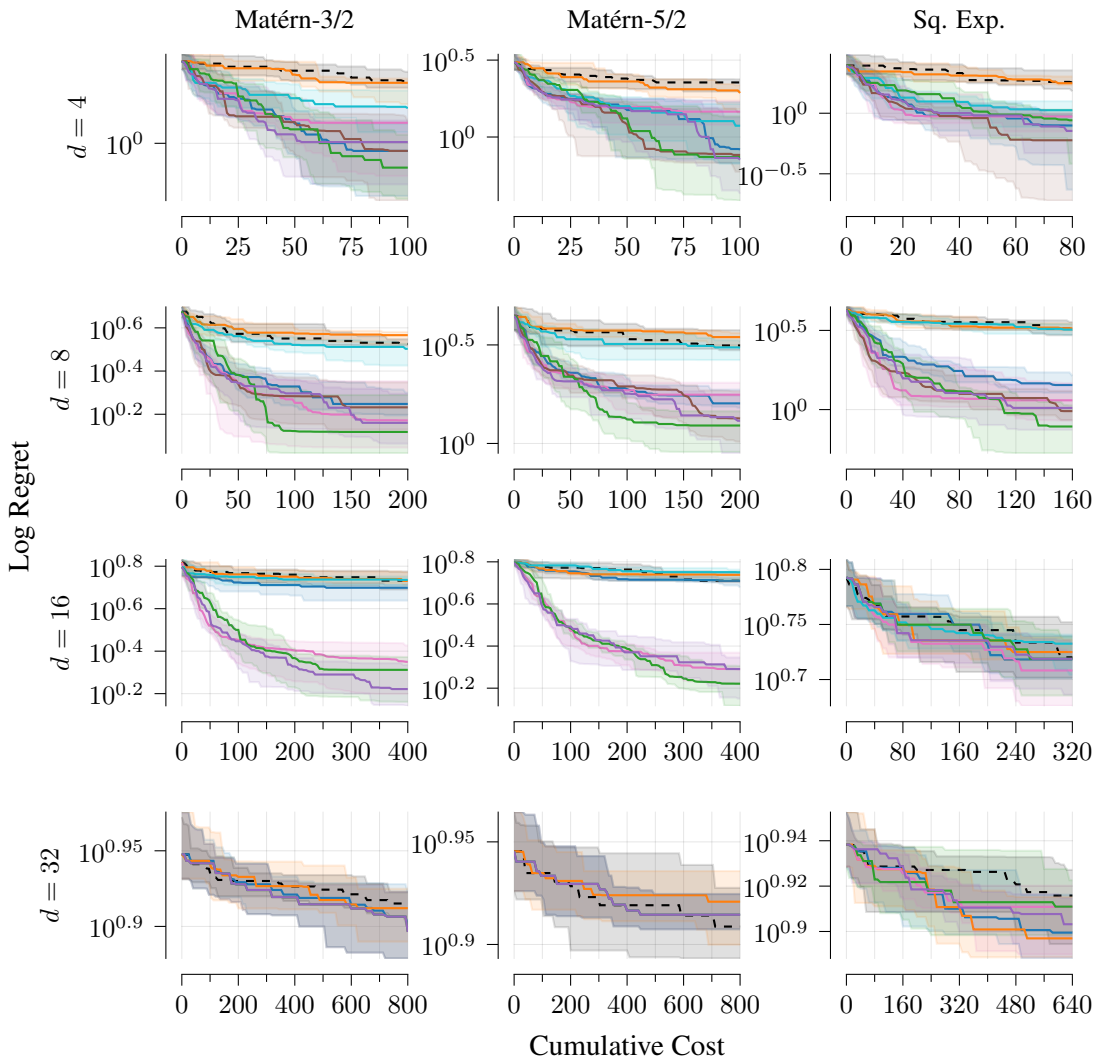 Matérn-3/2 Matérn-5/2 Sq. Exp.
d = 4
10^0
10^0.5
10^0
10^0
10^−0.5
0 25 50 75 100
0 25 50 75 100
0 20 40 60 80
d = 8
10^0.6
10^0.4
10^0.2
10^0.5
10^0
10^0.5
10^0
0 50 100 150 200
0 50 100 150 200
0 40 80 120 160
Log Regret
d = 16
10^0.8
10^0.6
10^0.4
10^0.2
10^0.8
10^0.6
10^0.4
10^0.2
10^0.8
10^0.75
10^0.7
0 100 200 300 400
0 100 200 300 400
0 80 160 240 320
d = 32
10^0.95
10^0.9
10^0.95
10^0.9
10^0.94
10^0.92
10^0.9
0 200 400 600 800
0 200 400 600 800
0 160 320 480 640
Cumulative Cost